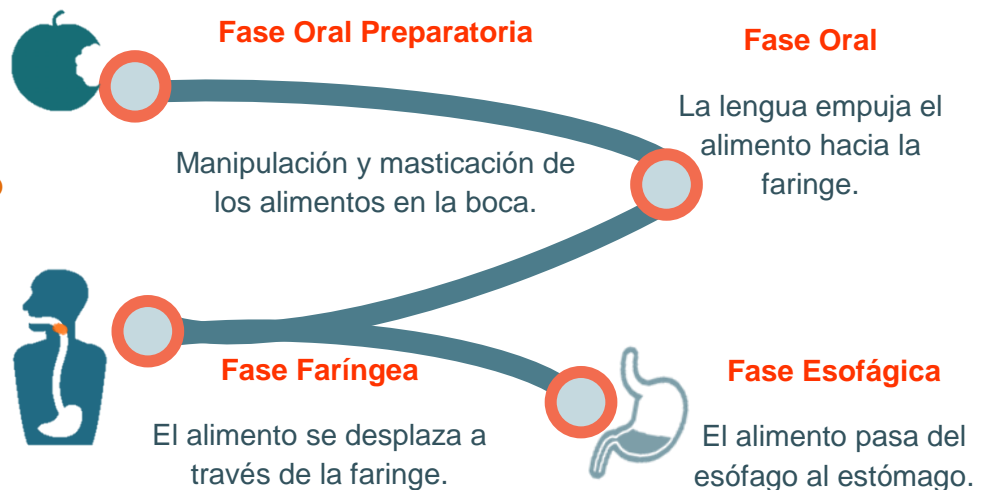 Fase Oral Preparatoria
Manipulación y masticación de
los alimentos en la boca.
Fase Oral
La lengua empuja el
alimento hacia la
faringe.
Fase Faríngea
El alimento se desplaza a
través de la faringe.
Fase Esofágica
El alimento pasa del
esófago al estómago.